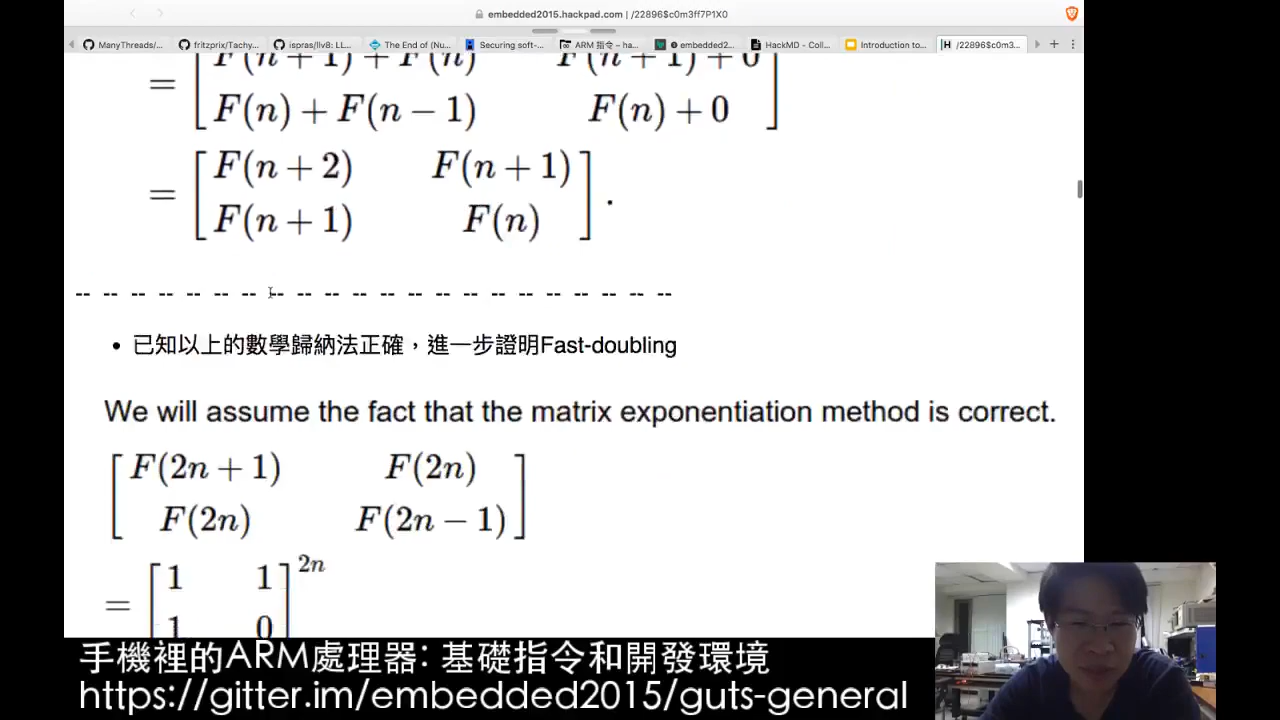 embedded2015.hackpad.com | /22896$c0m3ff7P1X0
ManyThreads/... fritzprix/Tachy... ispras/llv8: LL... The End of (Nu... Securing soft-... ARM 指令 – ha... embedded2... HackMD - Coll... Introduction to... /22896$c0m3...
F(n + 1) + F(n) F(n + 1) + 0
= F(n) + F(n − 1) F(n) + 0
F(n + 2) F(n + 1)
= F(n + 1) F(n) .
-- -- -- -- -- -- -- -- -- -- -- -- -- -- -- -- -- -- -- -- -- --
• 已知以上的數學歸納法正確，進一步證明Fast-doubling
We will assume the fact that the matrix exponentiation method is correct.
F(2n + 1) F(2n)
F(2n) F(2n − 1)
= 1 1 2n
1 0
手機裡的ARM處理器: 基礎指令和開發環境
https://gitter.im/embedded2015/guts-general